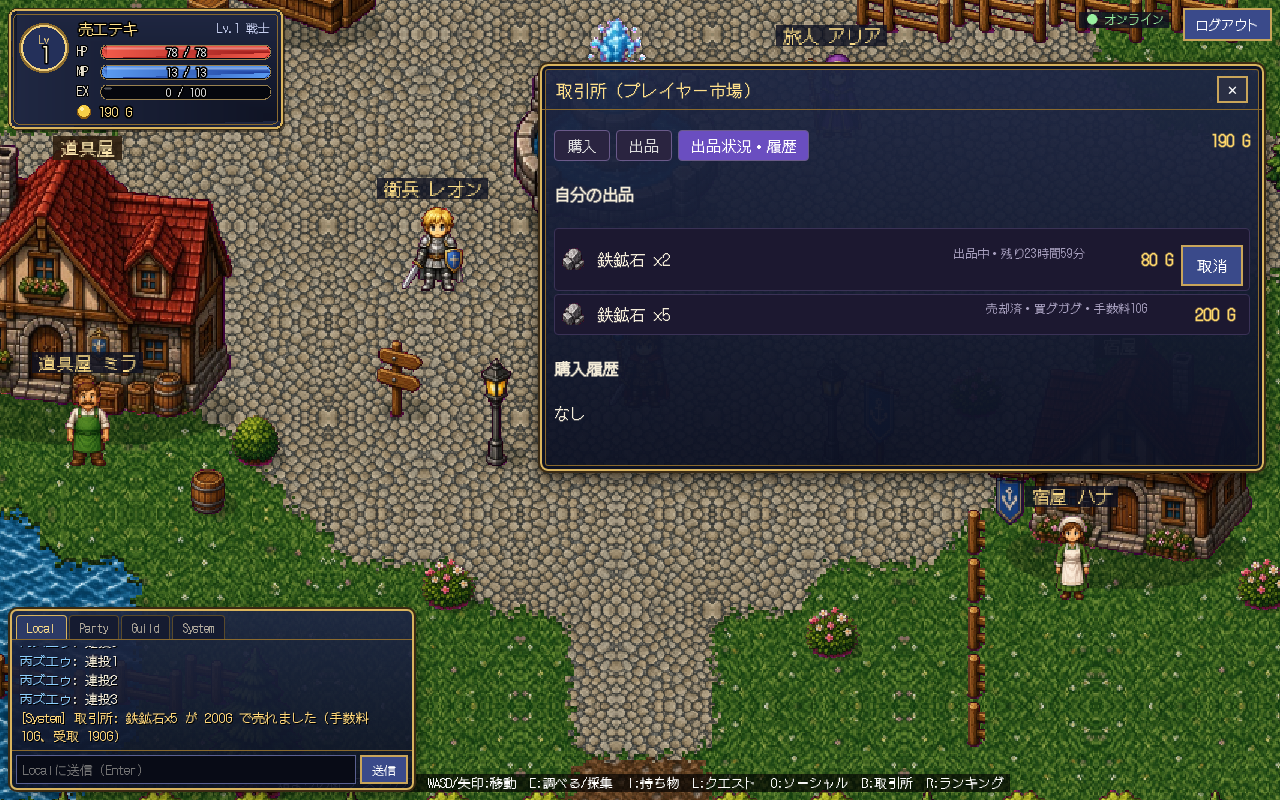 売エテキ
Lv.1 戦士
Lv
1
HP 78 / 78
MP 13 / 13
EX 0 / 100
190 G
旅人 アリア
オンライン
ログアウト
取引所（プレイヤー市場）
×
購入
出品
出品状況・履歴
190 G
自分の出品
鉄鉱石 x2
出品中・残り23時間59分
80 G
取消
鉄鉱石 x5
売却済・買グガグ・手数料10G
200 G
購入履歴
なし
道具屋
衛兵 レオン
道具屋 ミラ
宿屋
宿屋 ハナ
Local
Party
Guild
System
丙ズエゥ: 連投1
丙ズエゥ: 連投2
丙ズエゥ: 連投3
[System] 取引所: 鉄鉱石x5 が 200G で売れました（手数料
10G、受取 190G）
Localに送信（Enter）
送信
WASD/矢印:移動 E:調べる/採集 I:持ち物 L:クエスト O:ソーシャル B:取引所 R:ランキング